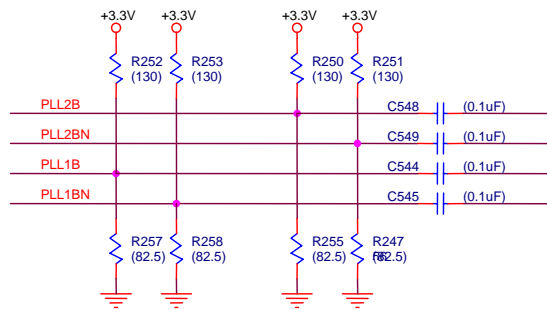 +3.3V +3.3V +3.3V +3.3V
R252 R253 R250 R251
(130) (130) (130) (130)
PLL2B C548 (0.1uF)
PLL2BN C549 (0.1uF)
PLL1B C544 (0.1uF)
PLL1BN C545 (0.1uF)
R257 R258 R255 R247
(82.5) (82.5) (82.5) (82.5)